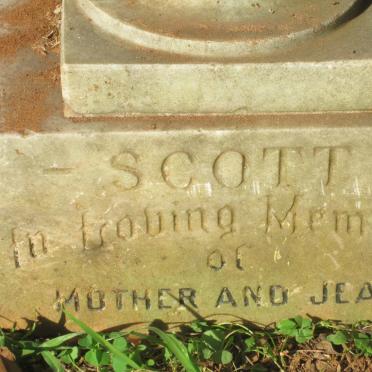 - SCOTT
In Loving Mem
of
MOTHER AND JEA